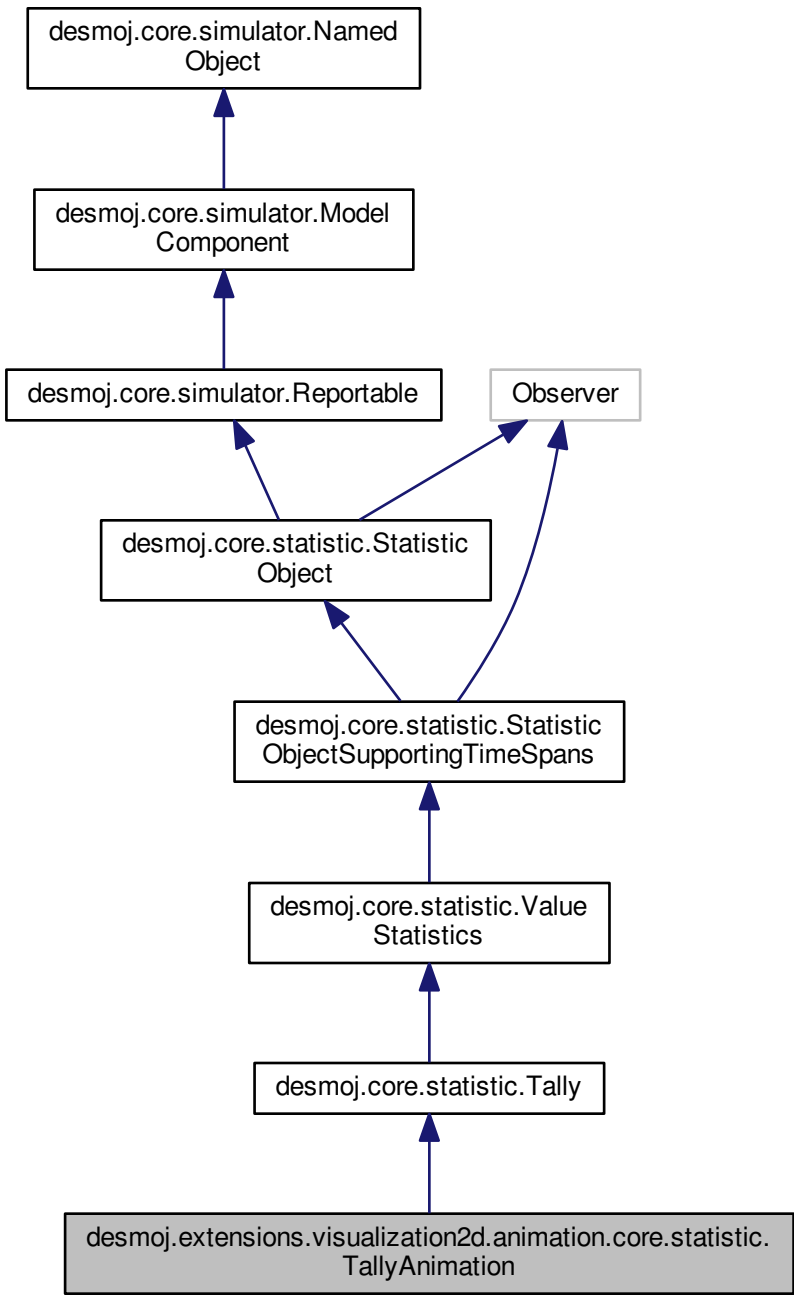 desmoj.core.simulator.Named
Object
desmoj.core.simulator.Model
Component
desmoj.core.simulator.Reportable
Observer
desmoj.core.statistic.Statistic
Object
desmoj.core.statistic.Statistic
ObjectSupportingTimeSpans
desmoj.core.statistic.Value
Statistics
desmoj.core.statistic.Tally
desmoj.extensions.visualization2d.animation.core.statistic.
TallyAnimation